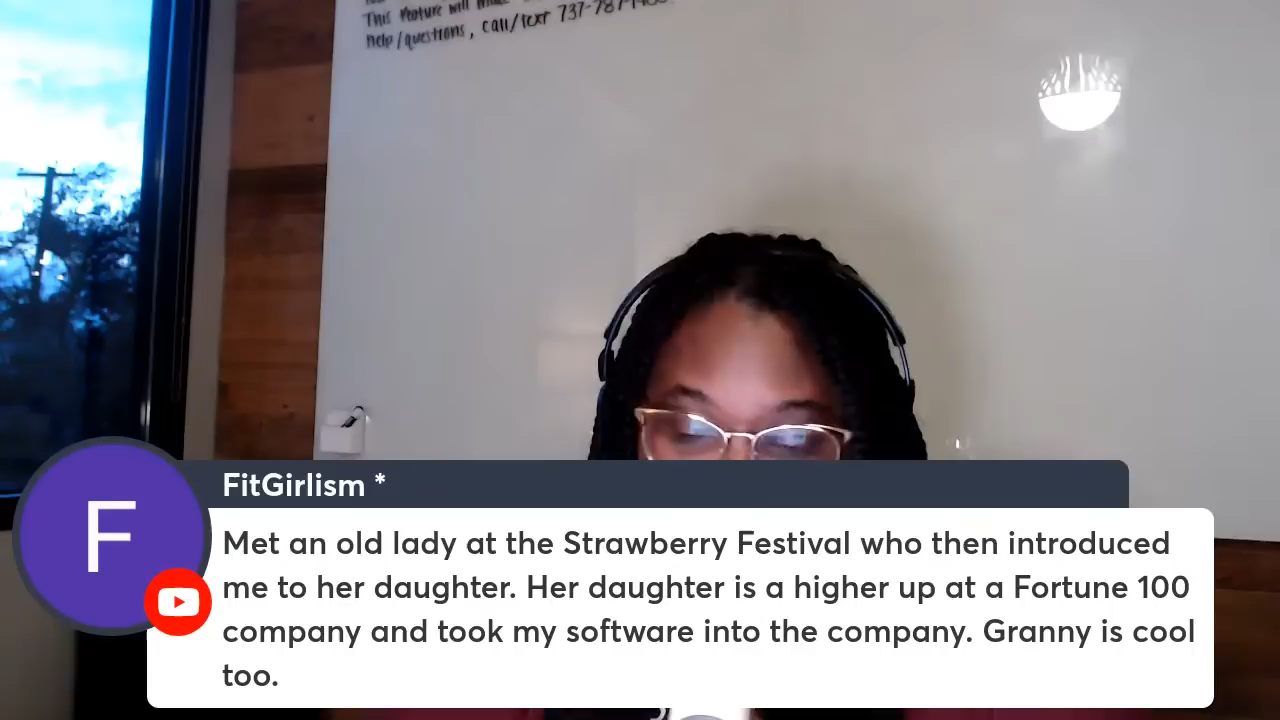 This feature will
help/questions, call/text 737-787-
FitGirlism *
F
Met an old lady at the Strawberry Festival who then introduced
me to her daughter. Her daughter is a higher up at a Fortune 100
company and took my software into the company. Granny is cool
too.